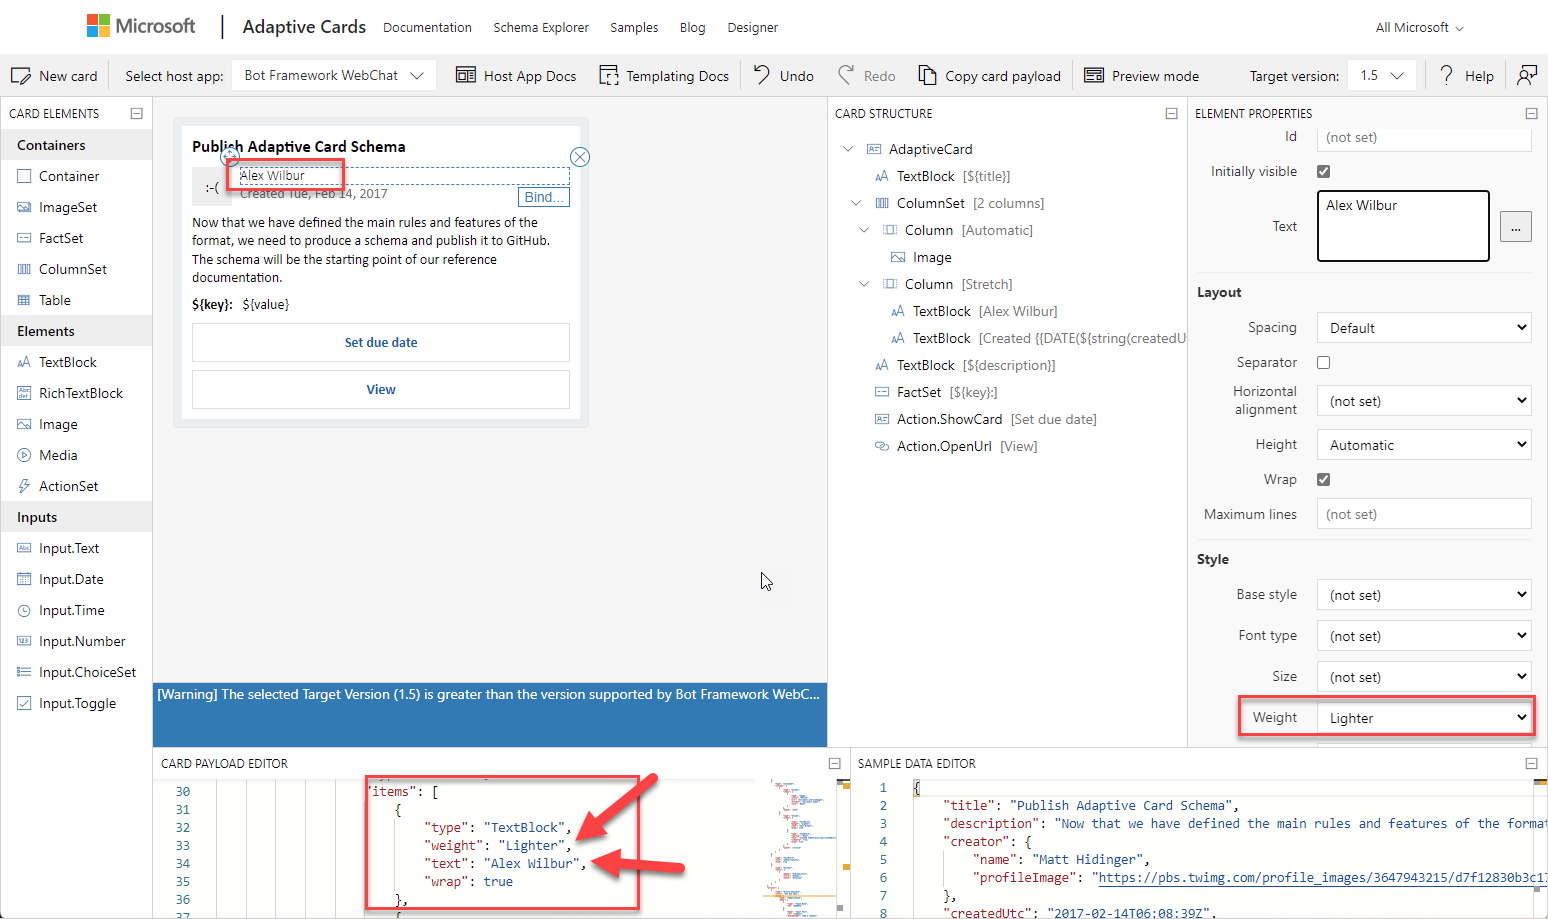 Microsoft | Adaptive Cards Documentation Schema Explorer Samples Blog Designer All Microsoft
New card Select host app: Bot Framework WebChat Host App Docs Templating Docs Undo Redo Copy card payload Preview mode Target version: 1.5 Help
CARD ELEMENTS
Containers
Container
ImageSet
FactSet
ColumnSet
Table
Elements
TextBlock
RichTextBlock
Image
Media
ActionSet
Inputs
Input.Text
Input.Date
Input.Time
Input.Number
Input.ChoiceSet
Input.Toggle
Publish Adaptive Card Schema
:-(
Alex Wilbur
Created Tue, Feb 14, 2017
Bind...
Now that we have defined the main rules and features of the
format, we need to produce a schema and publish it to GitHub.
The schema will be the starting point of our reference
documentation.
${key}: ${value}
Set due date
View
[Warning] The selected Target Version (1.5) is greater than the version supported by Bot Framework WebC...
CARD STRUCTURE
AdaptiveCard
TextBlock [${title}]
ColumnSet [2 columns]
Column [Automatic]
Image
Column [Stretch]
TextBlock [Alex Wilbur]
TextBlock [Created {{DATE(${string(createdU
TextBlock [${description}]
FactSet [${key}:]
Action.ShowCard [Set due date]
Action.OpenUrl [View]
ELEMENT PROPERTIES
Id (not set)
Initially visible
Text Alex Wilbur ...
Layout
Spacing Default
Separator
Horizontal
alignment (not set)
Height Automatic
Wrap
Maximum lines (not set)
Style
Base style (not set)
Font type (not set)
Size (not set)
Weight Lighter
CARD PAYLOAD EDITOR
30 "items": [
31 {
32 "type": "TextBlock",
33 "weight": "Lighter",
34 "text": "Alex Wilbur",
35 "wrap": true
36 },
37 {
SAMPLE DATA EDITOR
1 {
2 "title": "Publish Adaptive Card Schema",
3 "description": "Now that we have defined the main rules and features of the format
4 "creator": {
5 "name": "Matt Hidinger",
6 "profileImage": "https://pbs.twimg.com/profile_images/3647943215/d7f12830b3c17
7 },
8 "createdUtc": "2017-02-14T06:08:39Z",